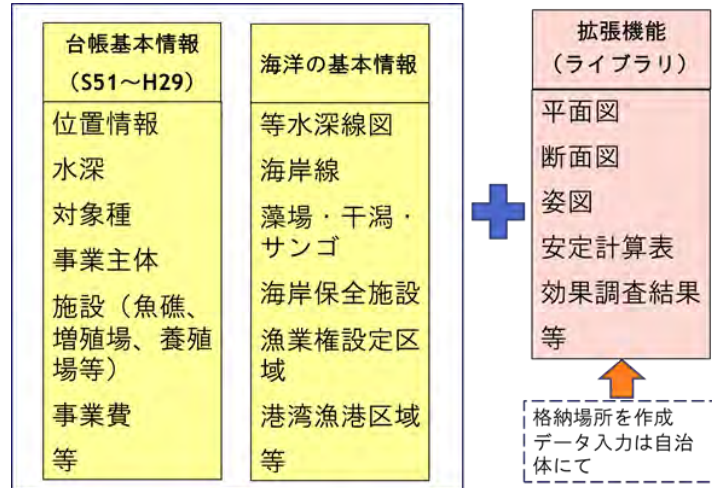 台帳基本情報
（S51～H29）
位置情報
水深
対象種
事業主体
施設（魚礁、
増殖場、養殖
場等）
事業費
等
海洋の基本情報
等水深線図
海岸線
藻場・干潟・
サンゴ
海岸保全施設
漁業権設定区
域
港湾漁港区域
等
拡張機能
（ライブラリ）
平面図
断面図
姿図
安定計算表
効果調査結果
等
格納場所を作成
データ入力は自治
体にて